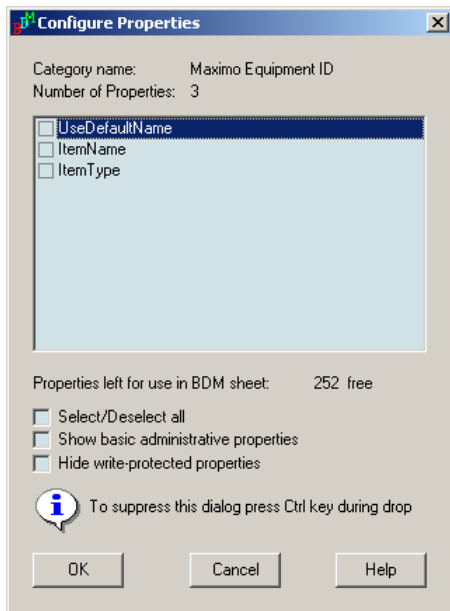 BDM Configure Properties
Category name: Maximo Equipment ID
Number of Properties: 3
UseDefaultName
ItemName
ItemType
Properties left for use in BDM sheet: 252 free
Select/Deselect all
Show basic administrative properties
Hide write-protected properties
i To suppress this dialog press Ctrl key during drop
OK Cancel Help